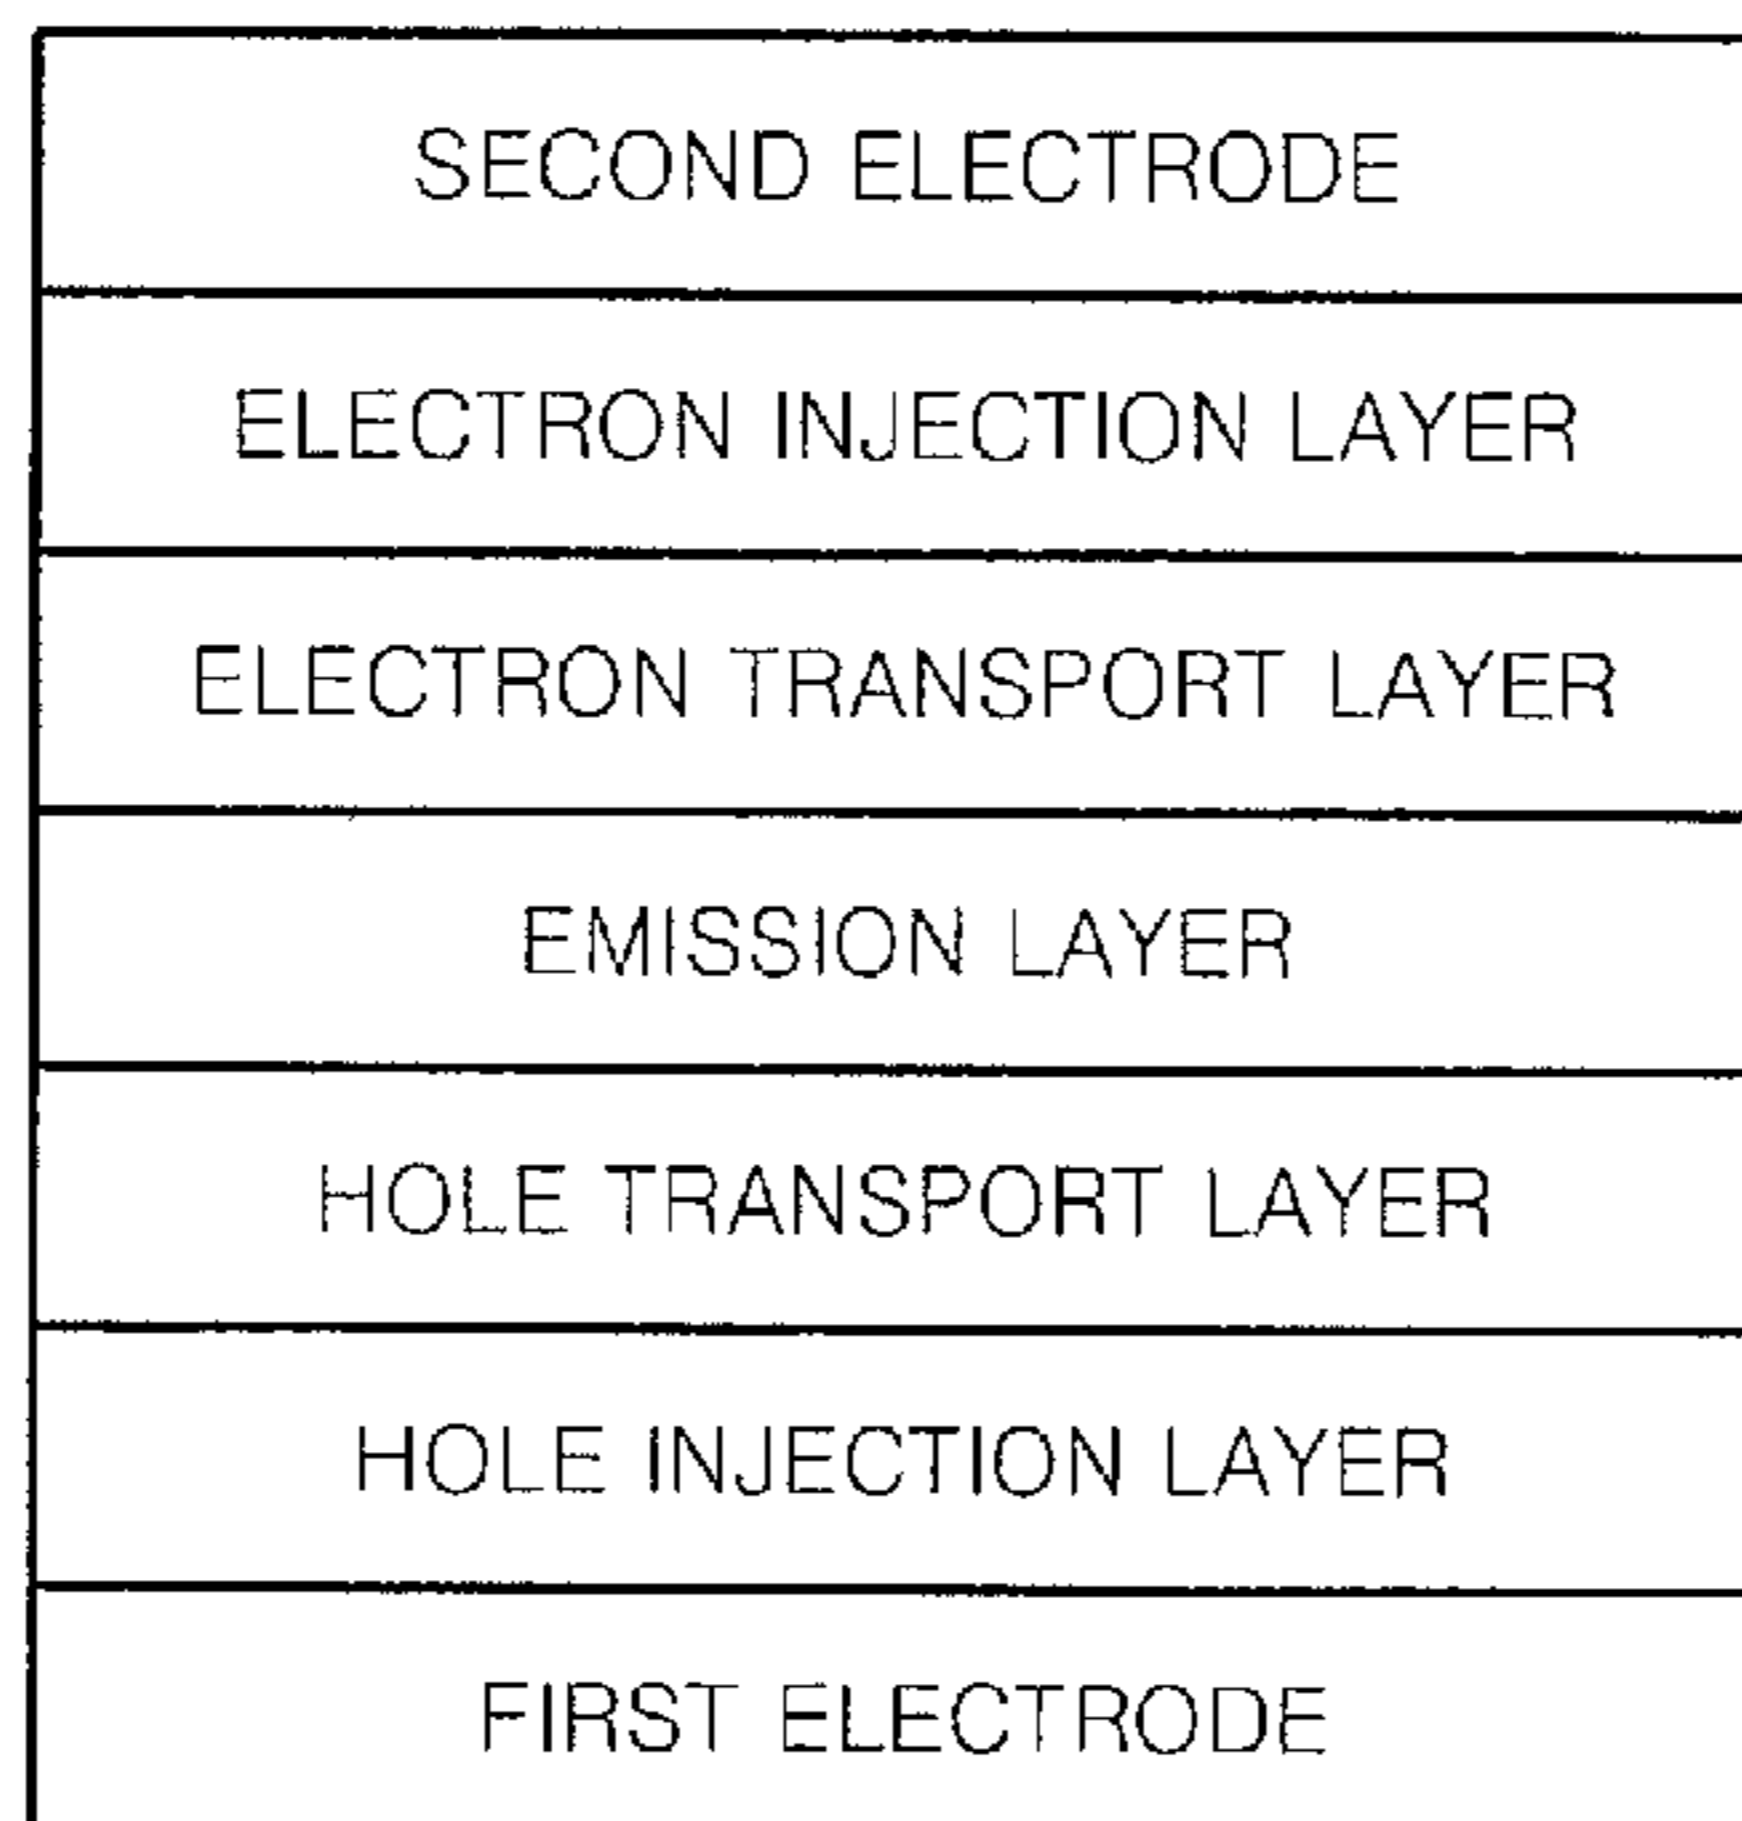 SECOND ELECTRODE
ELECTRON INJECTION LAYER
ELECTRON TRANSPORT LAYER
EMISSION LAYER
HOLE TRANSPORT LAYER
HOLE INJECTION LAYER
FIRST ELECTRODE